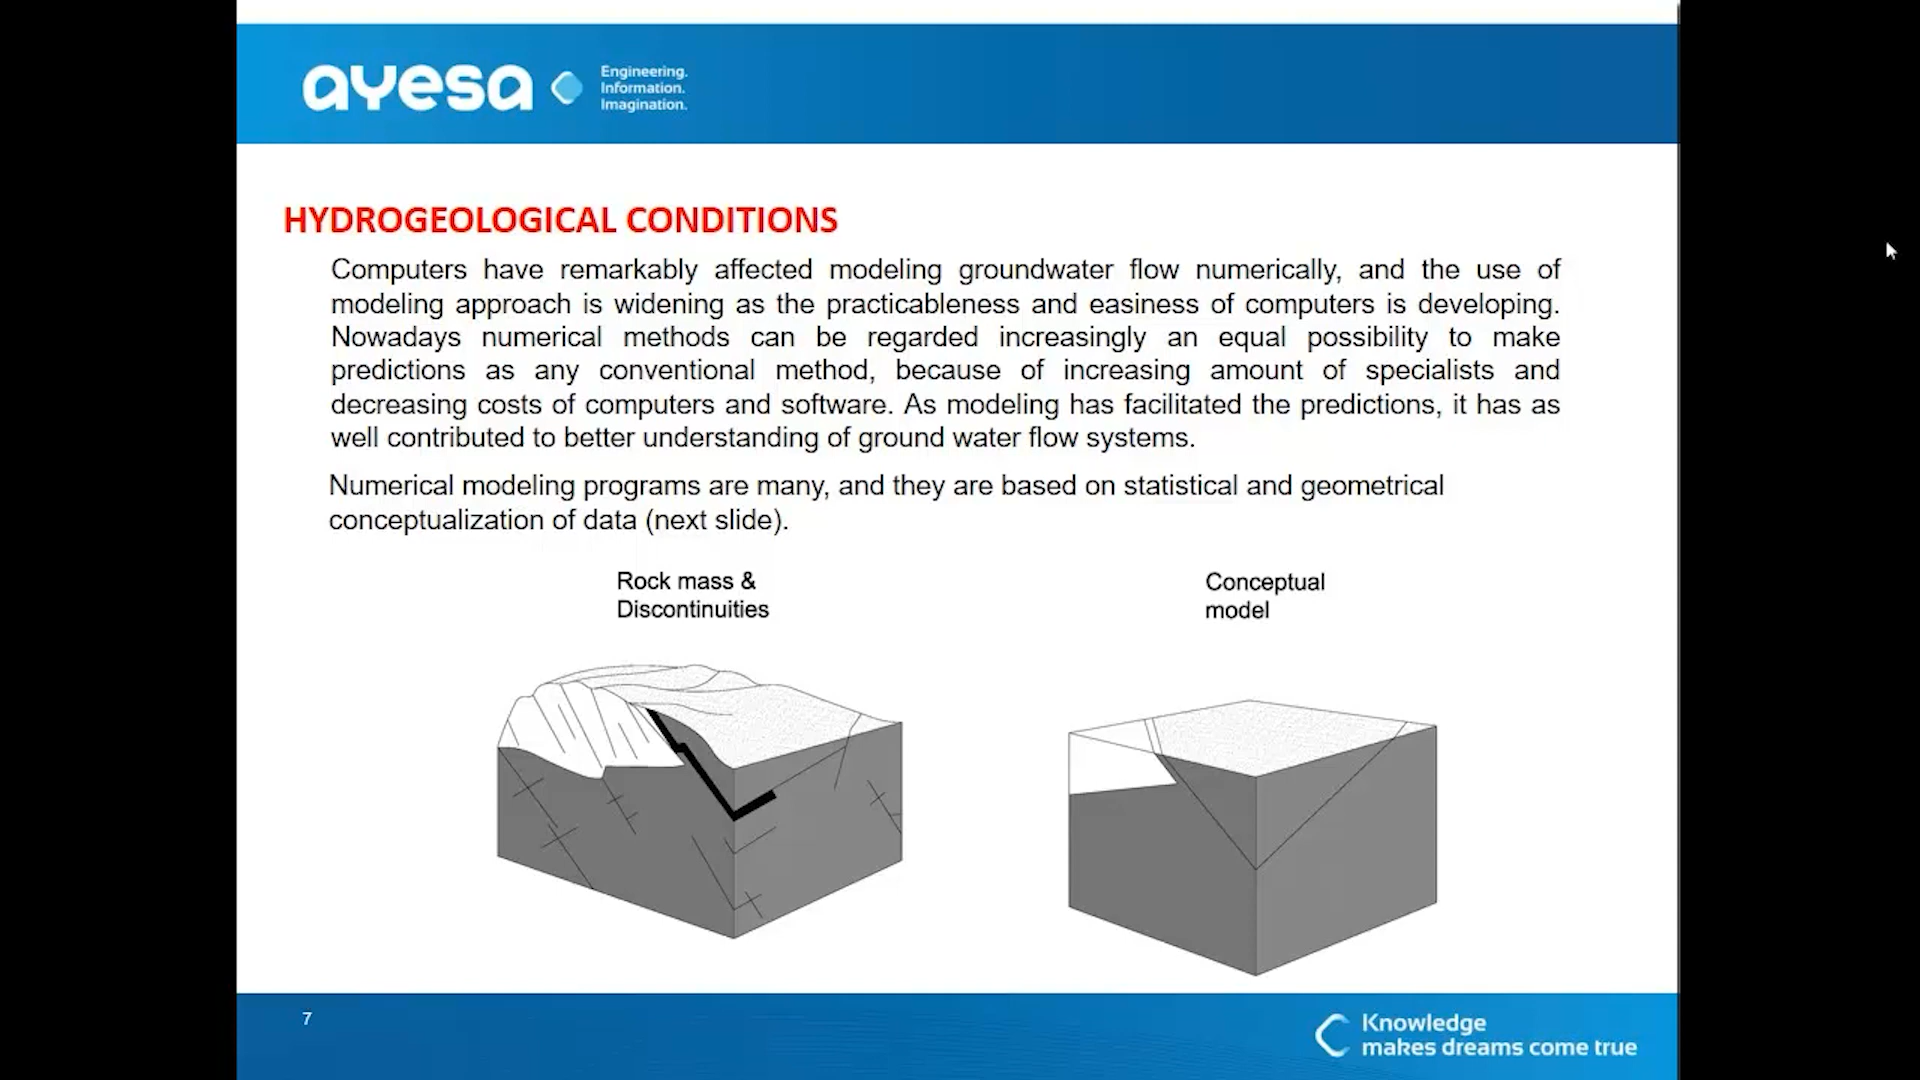 ayesa
Engineering.
Information.
Imagination.
HYDROGEOLOGICAL CONDITIONS
Computers have remarkably affected modeling groundwater flow numerically, and the use of
modeling approach is widening as the practicableness and easiness of computers is developing.
Nowadays numerical methods can be regarded increasingly an equal possibility to make
predictions as any conventional method, because of increasing amount of specialists and
decreasing costs of computers and software. As modeling has facilitated the predictions, it has as
well contributed to better understanding of ground water flow systems.
Numerical modeling programs are many, and they are based on statistical and geometrical
conceptualization of data (next slide).
Rock mass &
Discontinuities
Conceptual
model
7
Knowledge
makes dreams come true